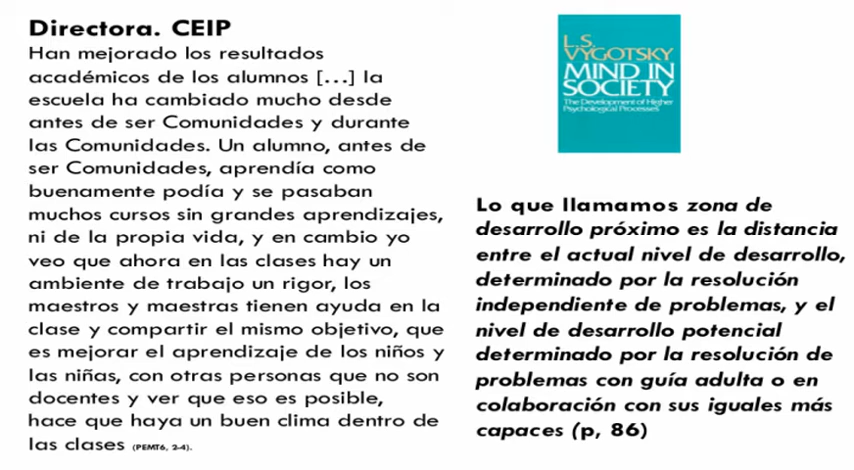 Directora. CEIP
Han mejorado los resultados
académicos de los alumnos [...] la
escuela ha cambiado mucho desde
antes de ser Comunidades y durante
las Comunidades. Un alumno, antes de
ser Comunidades, aprendía como
buenamente podía y se pasaban
muchos cursos sin grandes aprendizajes,
ni de la propia vida, y en cambio yo
veo que ahora en las clases hay un
ambiente de trabajo un rigor, los
maestros y maestras tienen ayuda en la
clase y compartir el mismo objetivo, que
es mejorar el aprendizaje de los niños y
las niñas, con otras personas que no son
docentes y ver que eso es posible,
hace que haya un buen clima dentro de
las clases (PEMT6, 2-4).
L.S.
VYGOTSKY
MIND IN
SOCIETY
The Development of Higher
Psychological Processes
Lo que llamamos zona de
desarrollo próximo es la distancia
entre el actual nivel de desarrollo,
determinado por la resolución
independiente de problemas, y el
nivel de desarrollo potencial
determinado por la resolución de
problemas con guía adulta o en
colaboración con sus iguales más
capaces (p, 86)